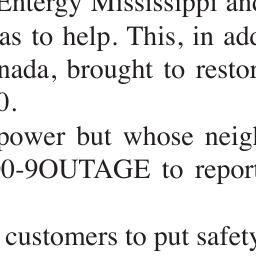 Entergy Mississippi and
as to help. This, in add
nada, brought to restor
0.
power but whose neigh
0-9OUTAGE to report
customers to put safety